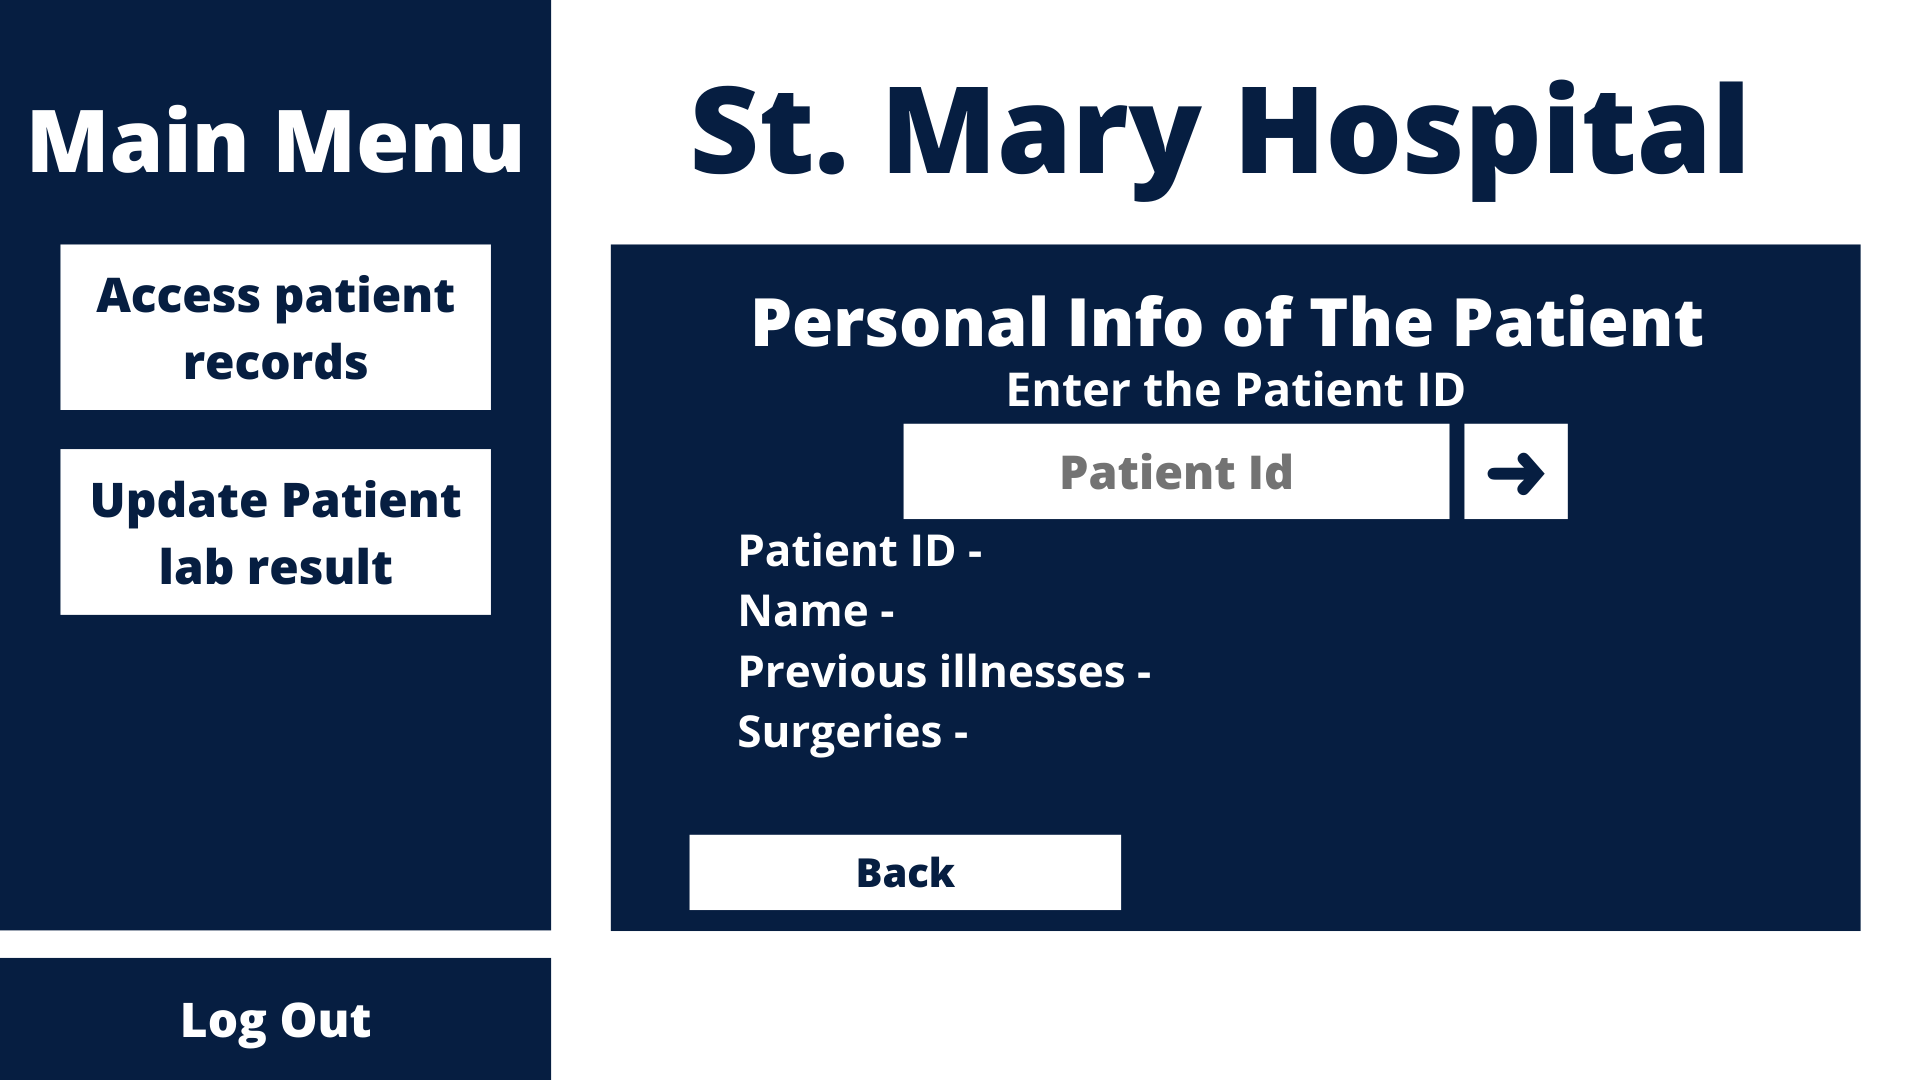 Main Menu
Access patient
records
Update Patient
lab result
Log Out
St. Mary Hospital
Personal Info of The Patient
Enter the Patient ID
Patient Id
Patient ID -
Name -
Previous illnesses -
Surgeries -
Back